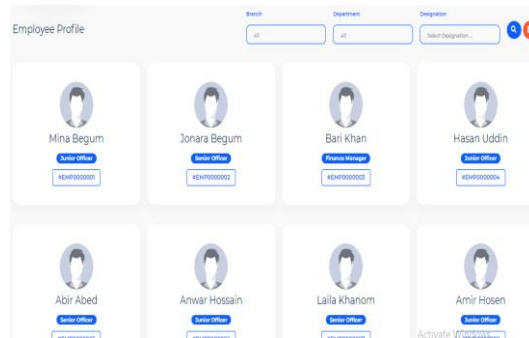 Branch Department Designation
Employee Profile
All All Select Designation...
Mina Begum Jonara Begum Bari Khan Hasan Uddin
Junior Officer Senior Officer Finance Manager Junior Officer
#EMP0000001 #EMP0000002 #EMP0000003 #EMP0000004
Abir Abed Anwar Hossain Laila Khanom Amir Hosen
Senior Officer Junior Officer Senior Officer Junior Officer
Activate Windows